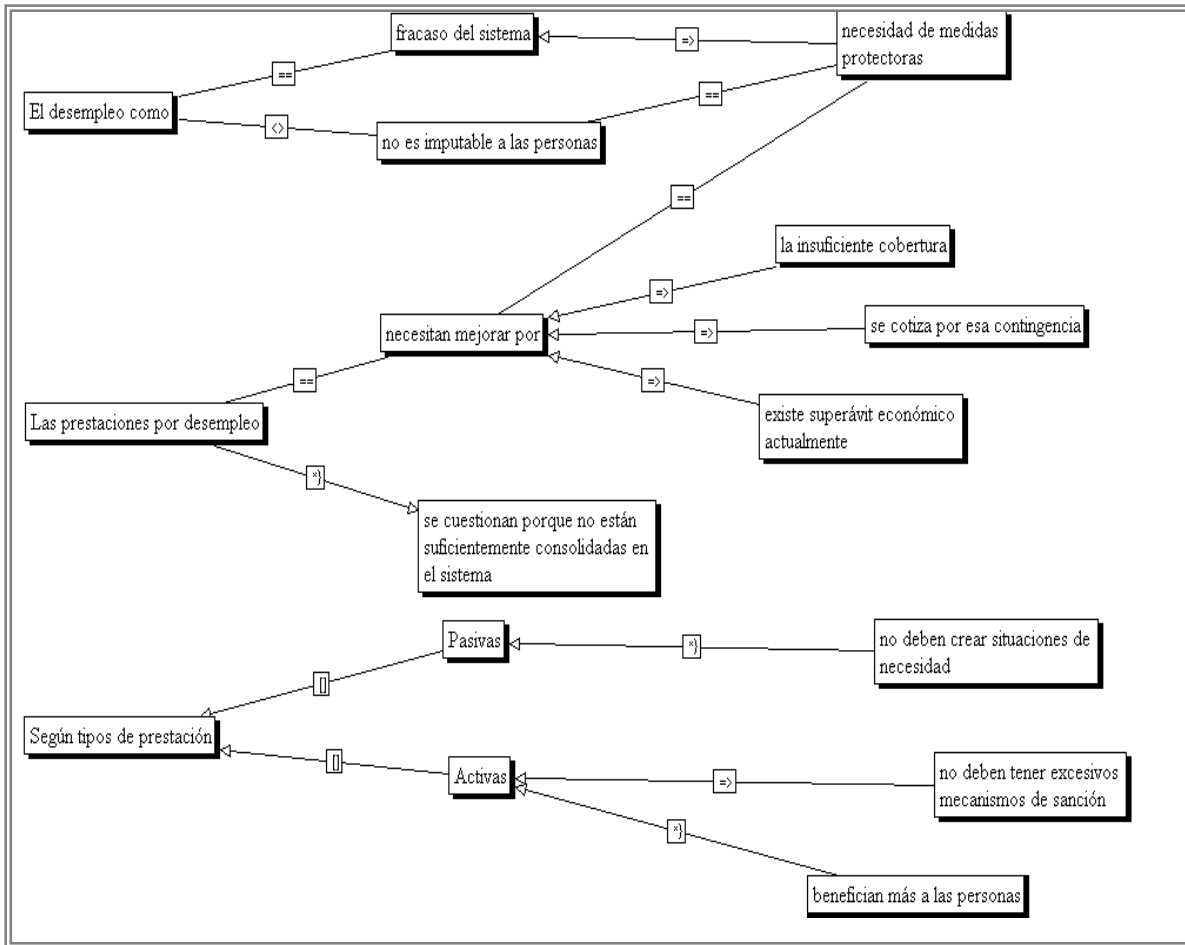 fracaso del sistema
=>
necesidad de medidas
protectoras
==
El desempleo como
<>
no es imputable a las personas
==
==
la insuficiente cobertura
=>
necesitan mejorar por
=>
se cotiza por esa contingencia
==
=>
existe superávit económico
actualmente
Las prestaciones por desempleo
*}
se cuestionan porque no están
suficientemente consolidadas en
el sistema
Pasivas
*}
no deben crear situaciones de
necesidad
[]
Según tipos de prestación
[]
Activas
=>
no deben tener excesivos
mecanismos de sanción
*}
benefician más a las personas